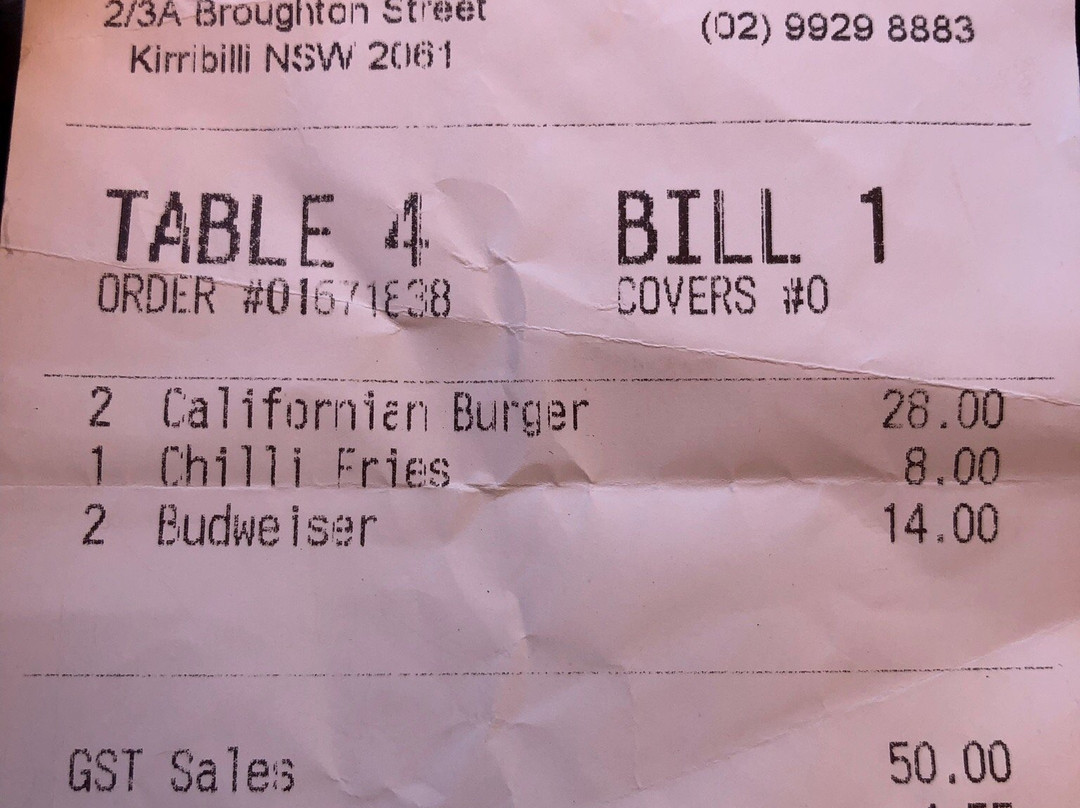 2/3A Broughton Street
(02) 9929 8883
Kirribilli NSW 2061
TABLE 4 BILL 1
ORDER #01671838 COVERS #0
2 Californian Burger 28.00
1 Chilli Fries 8.00
2 Budweiser 14.00
GST Sales 50.00